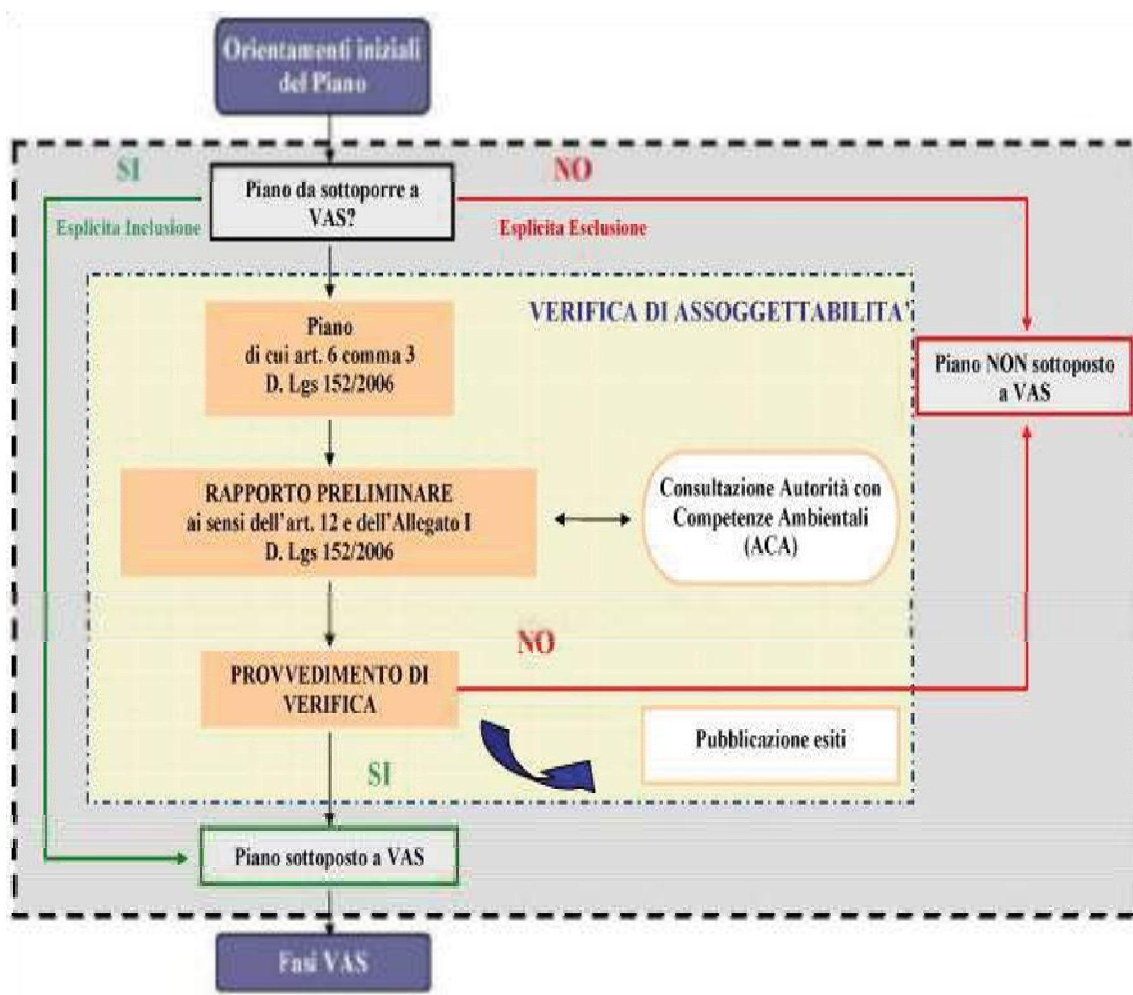 Orientamenti iniziali
del Piano
SI
NO
Piano da sottoporre a
VAS?
Esplicita Inclusione
Esplicita Esclusione
VERIFICA DI ASSOGGETTABILITA'
Piano
di cui art. 6 comma 3
D. Lgs 152/2006
Piano NON sottoposto
a VAS
RAPPORTO PRELIMINARE
ai sensi dell'art. 12 e dell'Allegato I
D. Lgs 152/2006
Consultazione Autorità con
Competenze Ambientali
(ACA)
NO
PROVVEDIMENTO DI
VERIFICA
Pubblicazione esiti
SI
Piano sottoposto a VAS
Fasi VAS